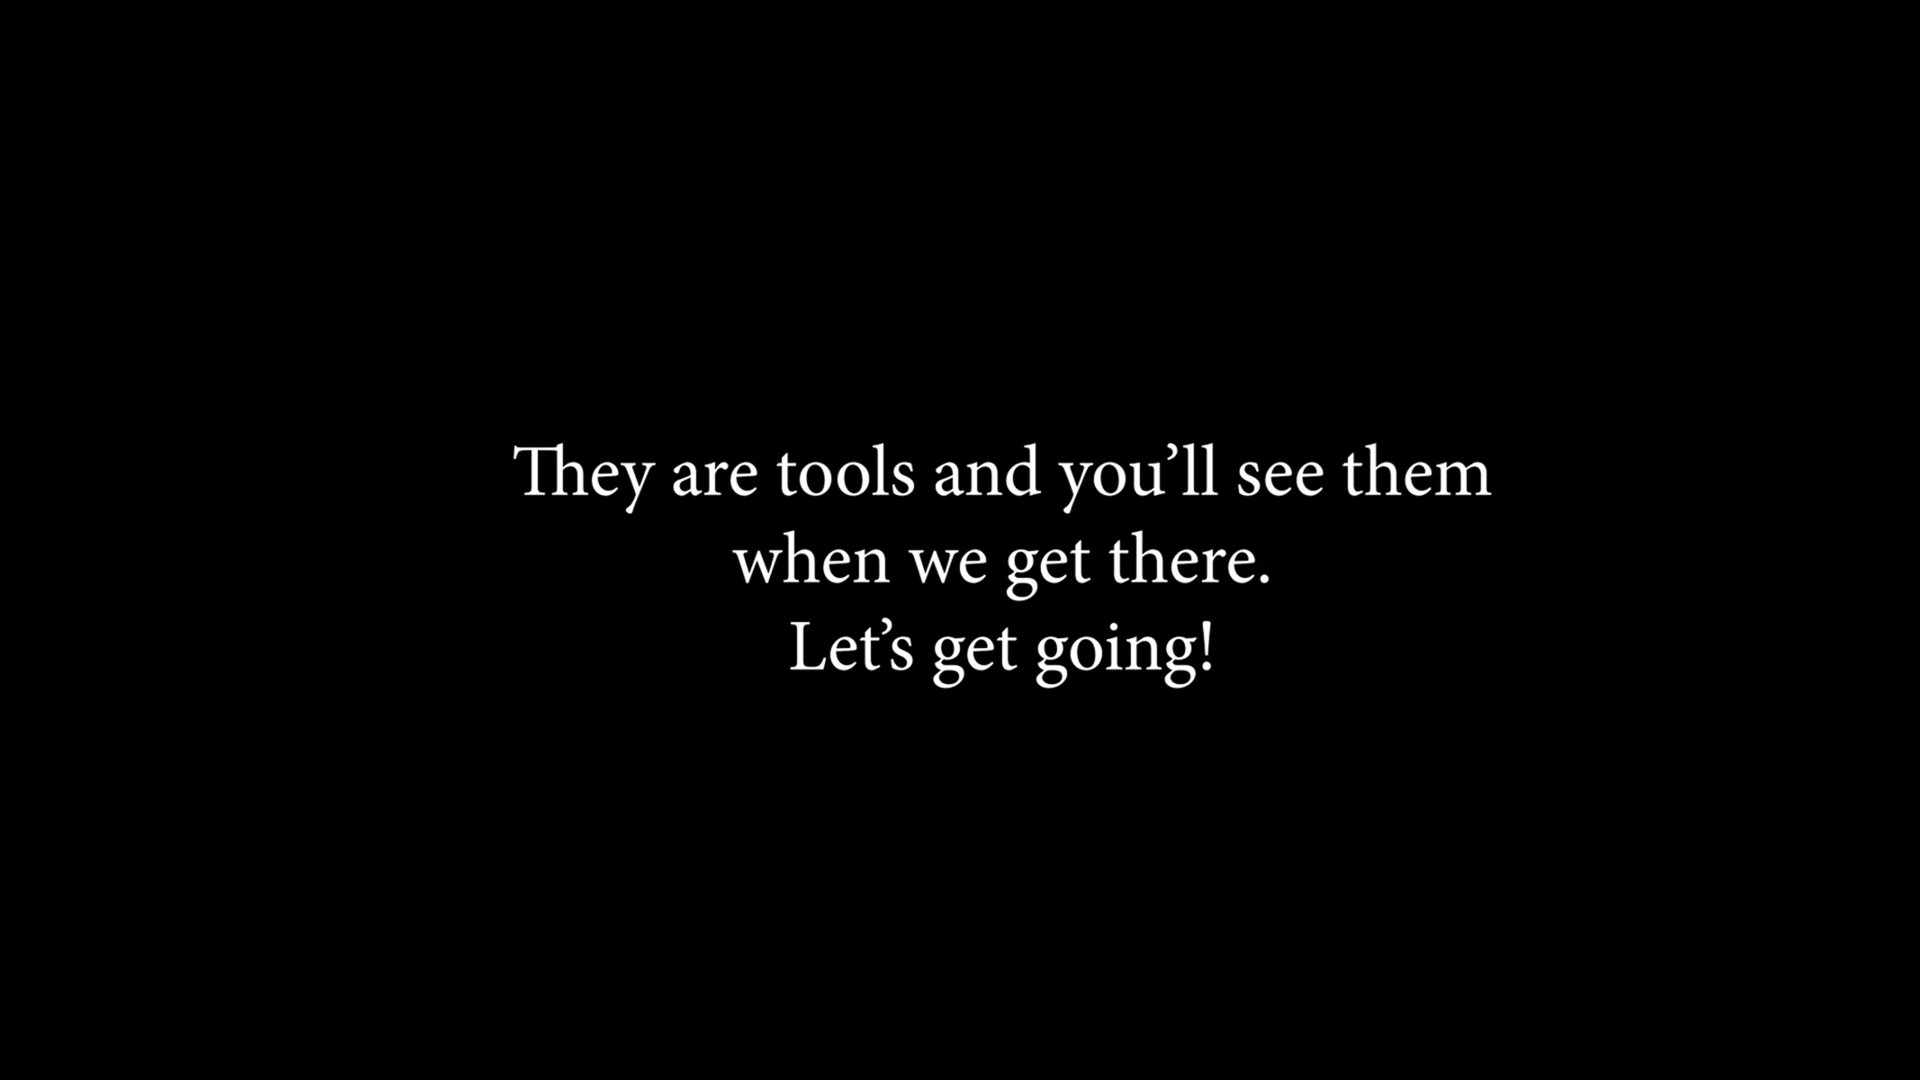 They are tools and you’ll see them
when we get there.
Let’s get going!